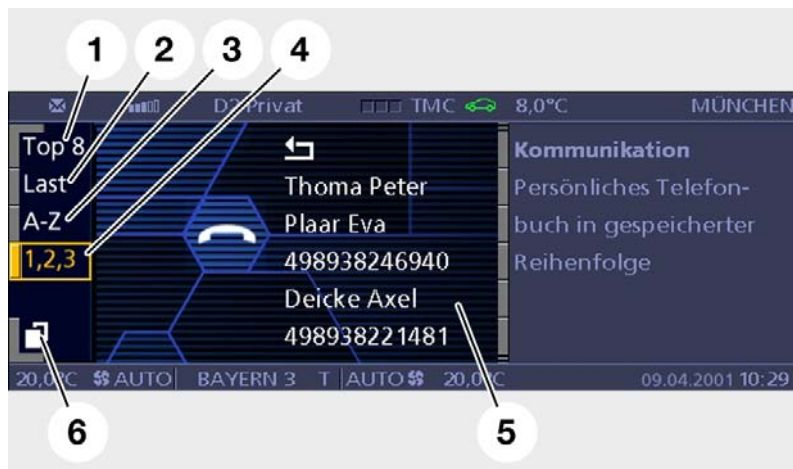 1 2 3 4
D2 Privat TMC 8,0°C MÜNCHEN
Top 8
Last
A-Z
1,2,3
Thoma Peter
Plaar Eva
498938246940
Deicke Axel
498938221481
Kommunikation
Persönliches Telefon-
buch in gespeicherter
Reihenfolge
20,0°C AUTO BAYERN 3 T AUTO 20,0°C 09.04.2001 10:29
6 5